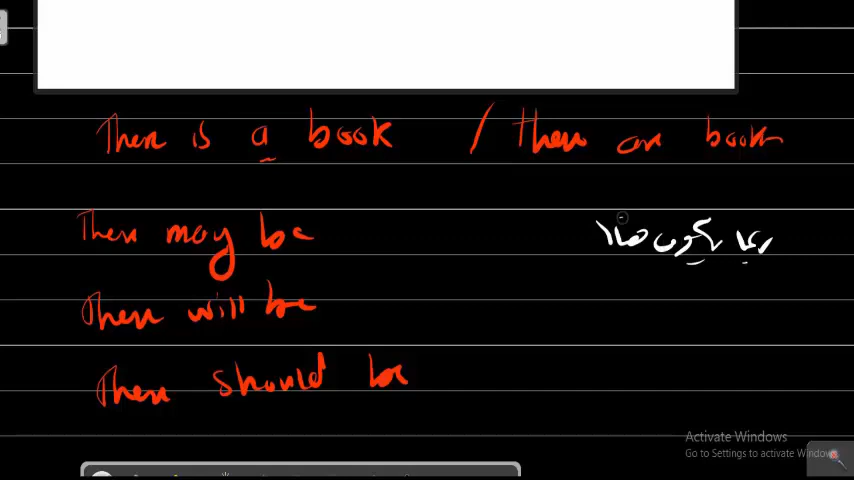 There is a book / there are books
There may be ربما يكون هناك
There will be
There should be
Activate Windows
Go to Settings to activate Windows.